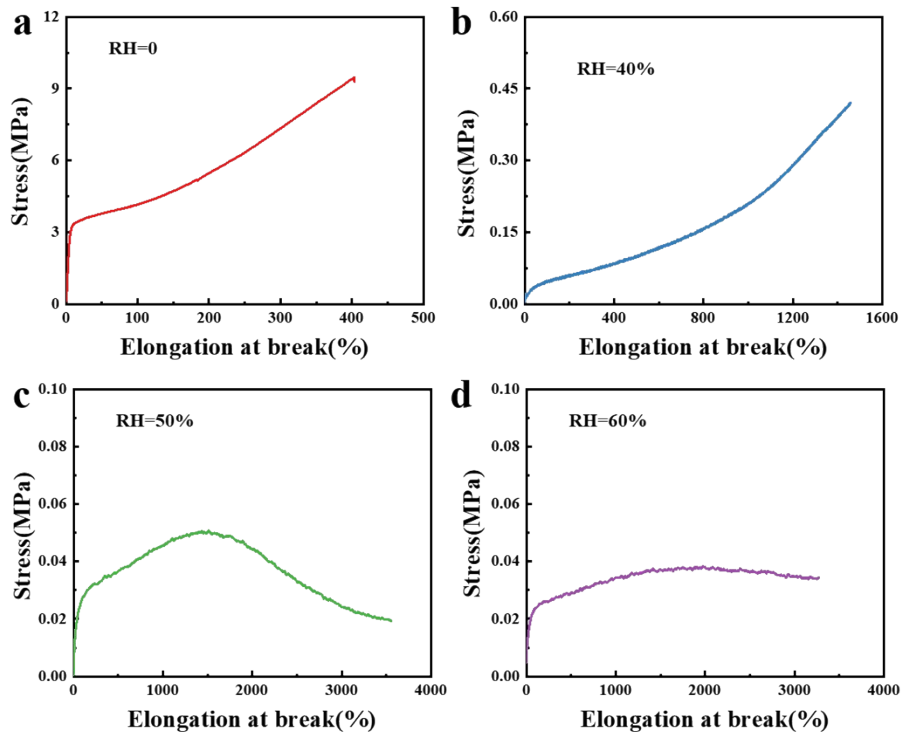 a
RH=0
Stress(MPa)
12
9
6
3
0
0 100 200 300 400 500
Elongation at break(%)
b
RH=40%
Stress(MPa)
0.60
0.45
0.30
0.15
0.00
0 400 800 1200 1600
Elongation at break(%)
c
RH=50%
Stress(MPa)
0.10
0.08
0.06
0.04
0.02
0.00
0 1000 2000 3000 4000
Elongation at break(%)
d
RH=60%
Stress(MPa)
0.10
0.08
0.06
0.04
0.02
0.00
0 1000 2000 3000 4000
Elongation at break(%)